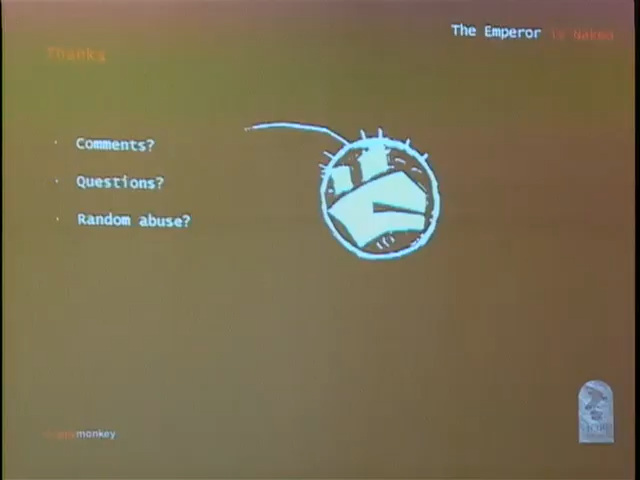 The Emperor is Naked
Thanks
· Comments?
· Questions?
· Random abuse?
monkey